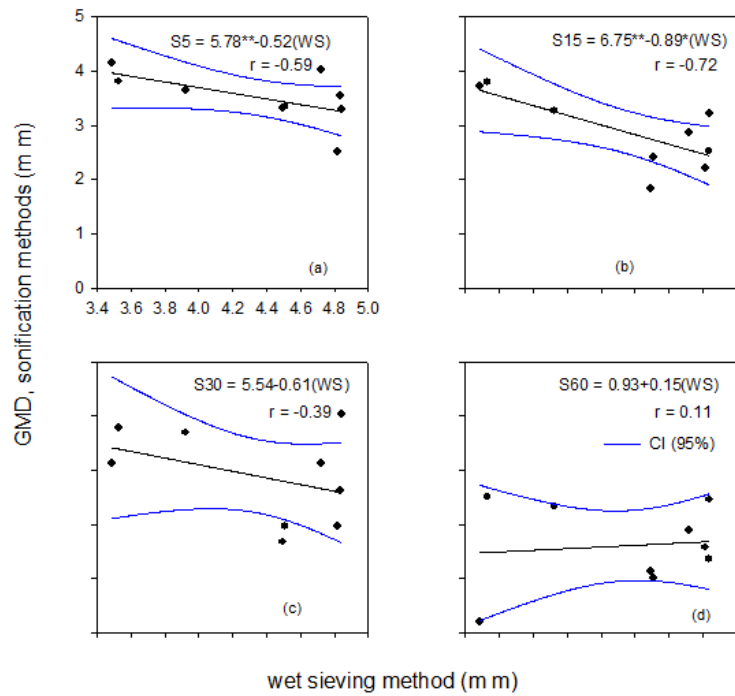 GMD, sonification methods (m m)
5
4
3
2
1
0
S5 = 5.78**-0.52(WS)
r = -0.59
(a)
3.4 3.6 3.8 4.0 4.2 4.4 4.6 4.8 5.0
S15 = 6.75**-0.89*(WS)
r = -0.72
(b)
S30 = 5.54-0.61(WS)
r = -0.39
(c)
S60 = 0.93+0.15(WS)
r = 0.11
CI (95%)
(d)
wet sieving method (m m)